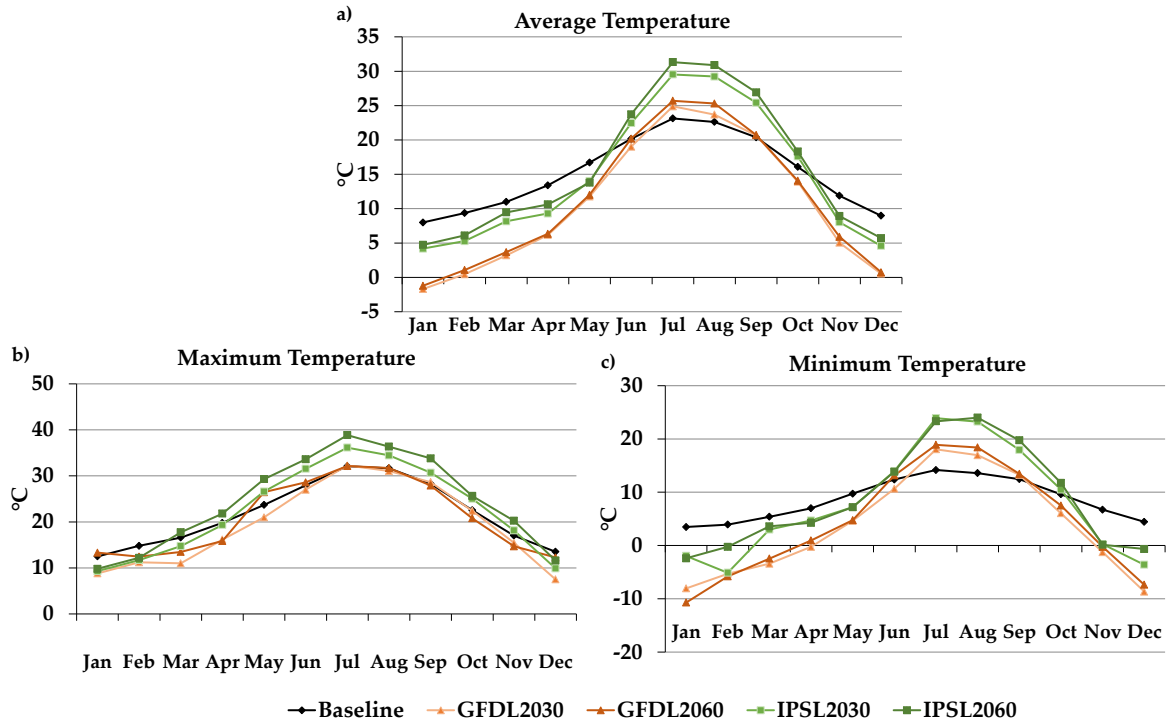 a) Average Temperature
35
30
25
20
15
10
5
0
-5
°C
Jan Feb Mar Apr May Jun Jul Aug Sep Oct Nov Dec
b) Maximum Temperature
50
40
30
20
10
0
°C
Jan Feb Mar Apr May Jun Jul Aug Sep Oct Nov Dec
c) Minimum Temperature
30
20
10
0
-10
-20
°C
Jan Feb Mar Apr May Jun Jul Aug Sep Oct Nov Dec
Baseline GFDL2030 GFDL2060 IPSL2030 IPSL2060